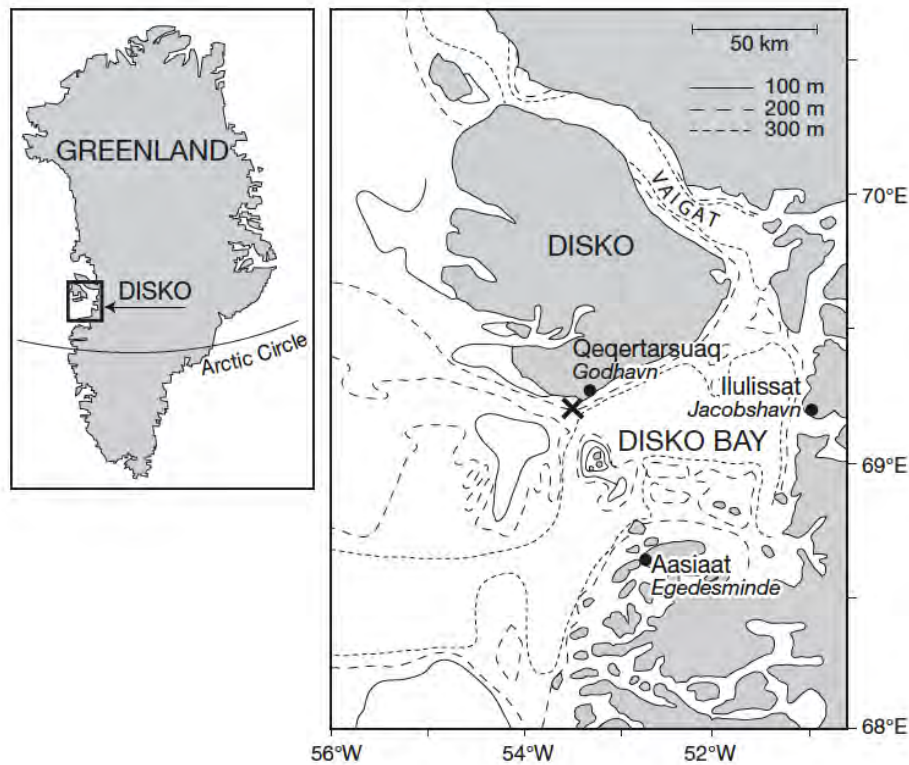 GREENLAND
DISKO
Arctic Circle
50 km
100 m
200 m
300 m
VAIGAT
70°E
DISKO
Qeqertarsuaq
Godhavn
Ilulissat
Jacobshavn
DISKO BAY
69°E
Aasiaat
Egedesminde
68°E
56°W
54°W
52°W